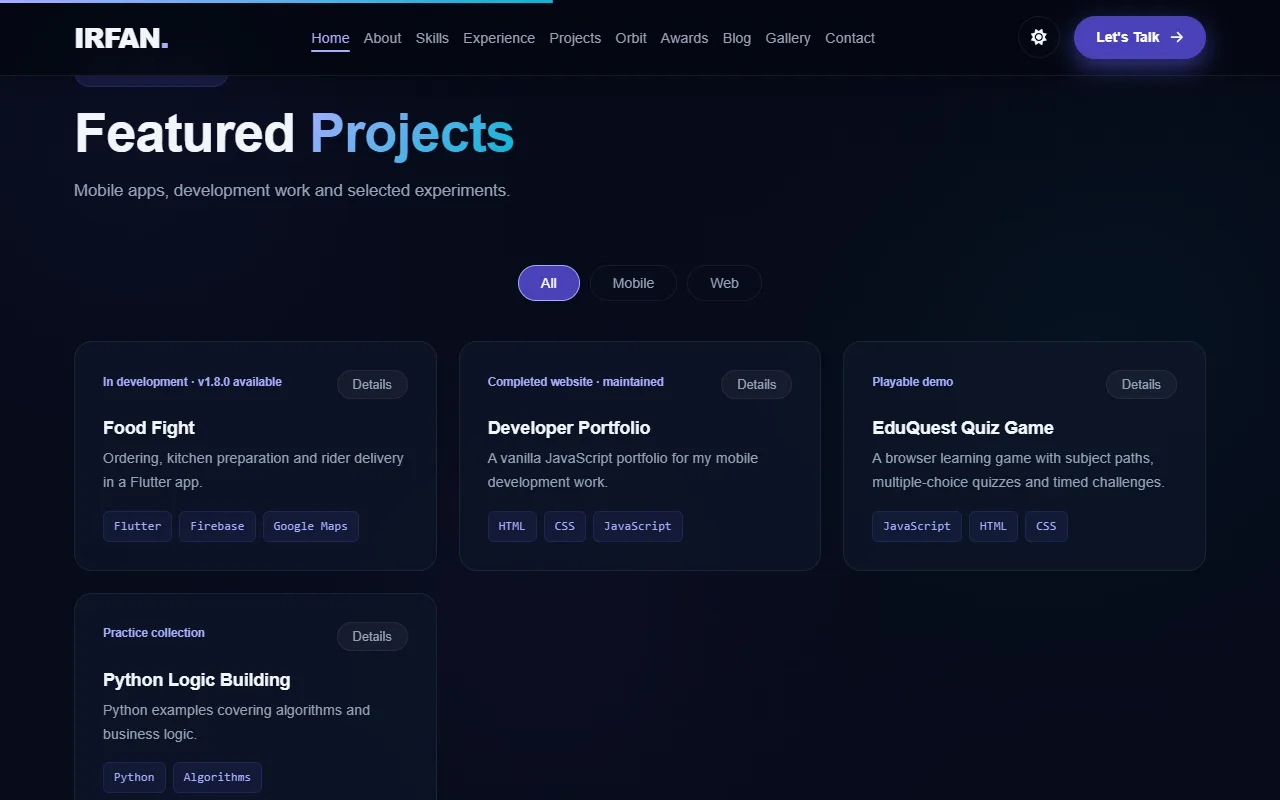 IRFAN.
Home About Skills Experience Projects Orbit Awards Blog Gallery Contact
Let's Talk →
Featured Projects
Mobile apps, development work and selected experiments.
All Mobile Web
In development · v1.8.0 available
Details
Food Fight
Ordering, kitchen preparation and rider delivery
in a Flutter app.
Flutter Firebase Google Maps
Completed website · maintained
Details
Developer Portfolio
A vanilla JavaScript portfolio for my mobile
development work.
HTML CSS JavaScript
Playable demo
Details
EduQuest Quiz Game
A browser learning game with subject paths,
multiple-choice quizzes and timed challenges.
JavaScript HTML CSS
Practice collection
Details
Python Logic Building
Python examples covering algorithms and
business logic.
Python Algorithms